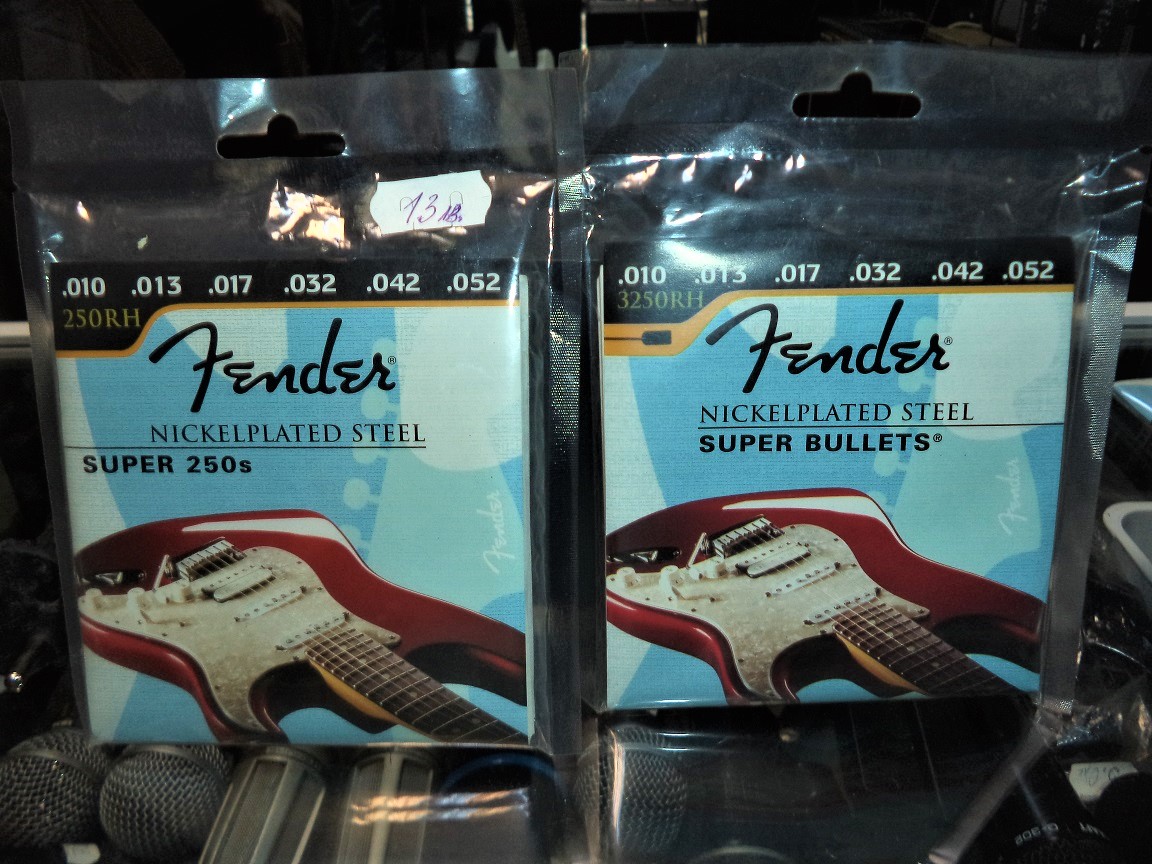 13 лв.
.010 .013 .017 .032 .042 .052
250RH
Fender®
NICKELPLATED STEEL
SUPER 250s
Fender
.010 .013 .017 .032 .042 .052
3250RH
Fender®
NICKELPLATED STEEL
SUPER BULLETS®
Fender